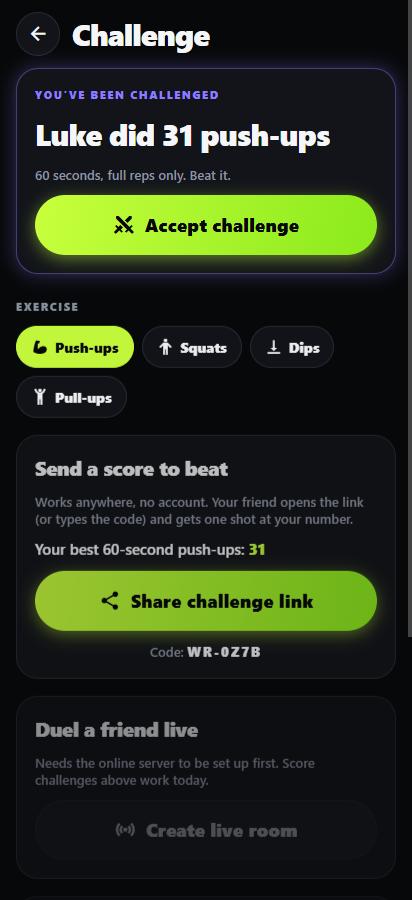 Challenge
YOU'VE BEEN CHALLENGED
Luke did 31 push-ups
60 seconds, full reps only. Beat it.
Accept challenge
EXERCISE
Push-ups
Squats
Dips
Pull-ups
Send a score to beat
Works anywhere, no account. Your friend opens the link
(or types the code) and gets one shot at your number.
Your best 60-second push-ups: 31
Share challenge link
Code: WR-0Z7B
Duel a friend live
Needs the online server to be set up first. Score
challenges above work today.
Create live room